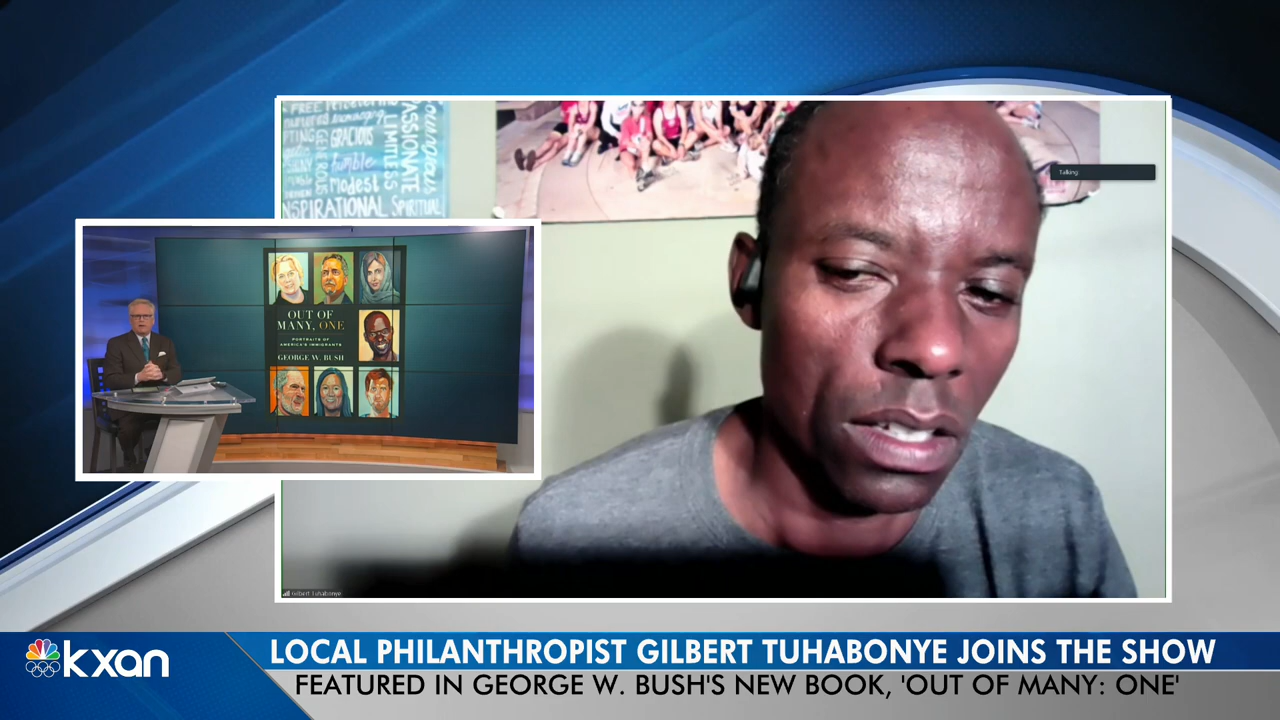 FREE
GRACIOUS
humble
Modest
PASSIONATE
LIMITLESS
INSPIRATIONAL SPIRITUAL
Talking:
OUT OF
MANY, ONE
PORTRAITS OF
AMERICA'S IMMIGRANTS
GEORGE W. BUSH
Gilbert Tuhabonye
kxan
LOCAL PHILANTHROPIST GILBERT TUHABONYE JOINS THE SHOW
FEATURED IN GEORGE W. BUSH'S NEW BOOK, 'OUT OF MANY: ONE'